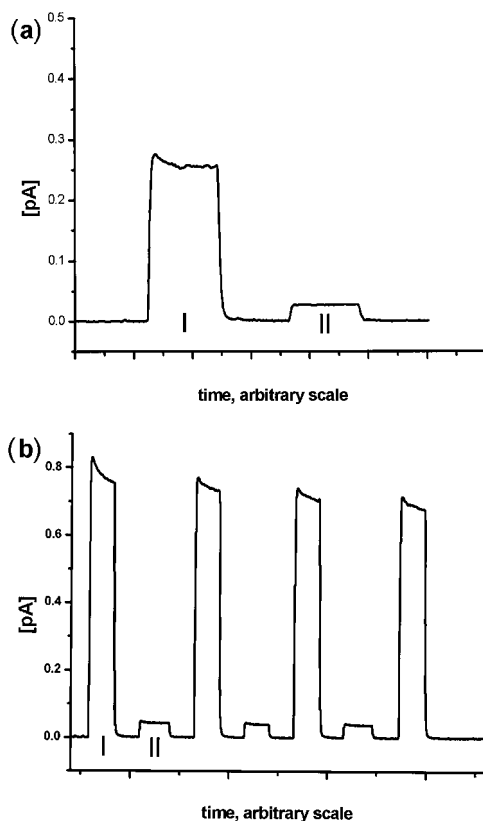 (a)
0.5
0.4
0.3
0.2
0.1
0.0
[pA]
I
II
time, arbitrary scale
(b)
0.8
0.6
0.4
0.2
0.0
[pA]
I
II
time, arbitrary scale